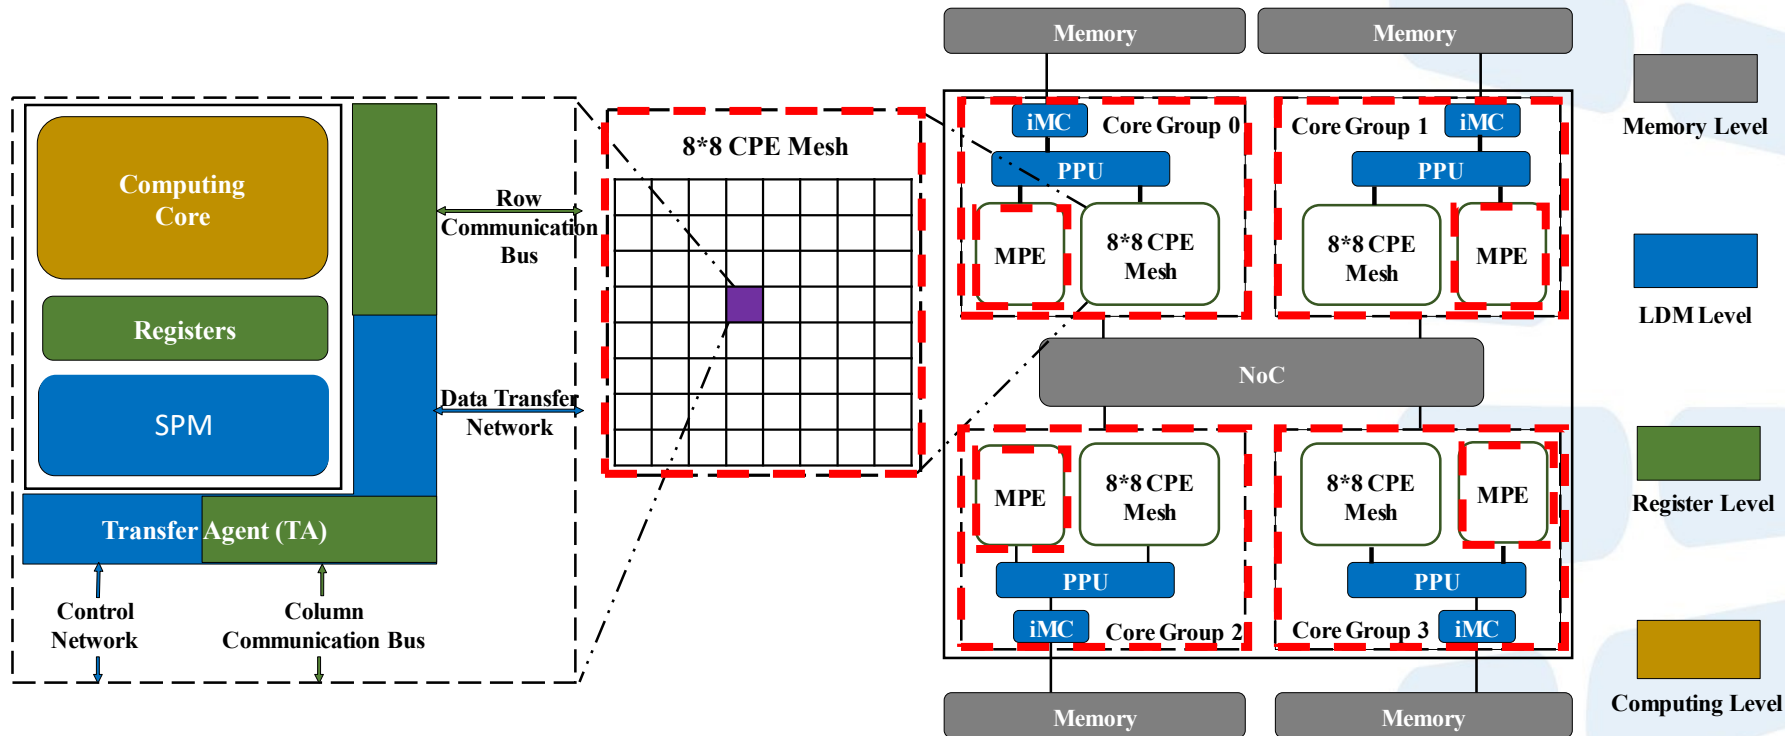 Computing
Core
Registers
SPM
Transfer Agent (TA)
Control
Network
Column
Communication Bus
Row
Communication
Bus
Data Transfer
Network
8*8 CPE Mesh
Memory
Memory
iMC
Core Group 0
PPU
MPE
8*8 CPE
Mesh
Core Group 1
iMC
PPU
8*8 CPE
Mesh
MPE
NoC
MPE
8*8 CPE
Mesh
PPU
iMC
Core Group 2
8*8 CPE
Mesh
MPE
PPU
Core Group 3
iMC
Memory
Memory
Memory Level
LDM Level
Register Level
Computing Level